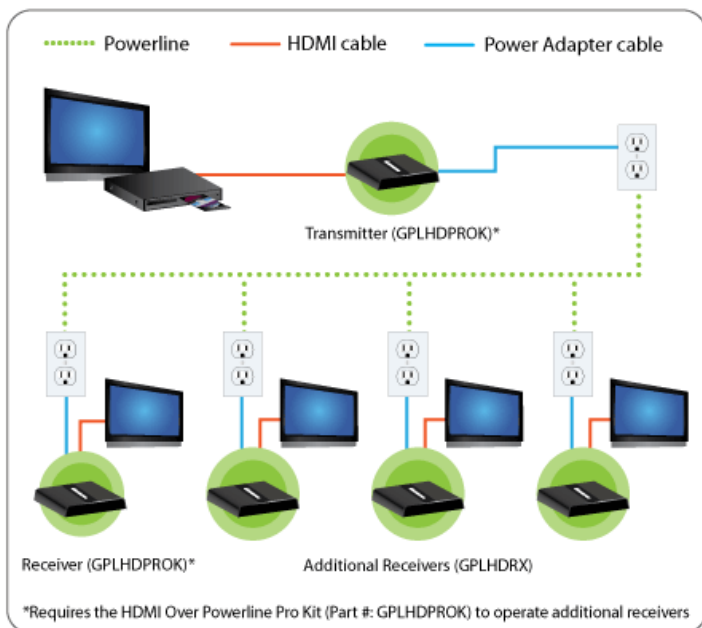 Powerline HDMI cable Power Adapter cable
Transmitter (GPLHDPROK)*
Receiver (GPLHDPROK)* Additional Receivers (GPLHDRX)
*Requires the HDMI Over Powerline Pro Kit (Part #: GPLHDPROK) to operate additional receivers